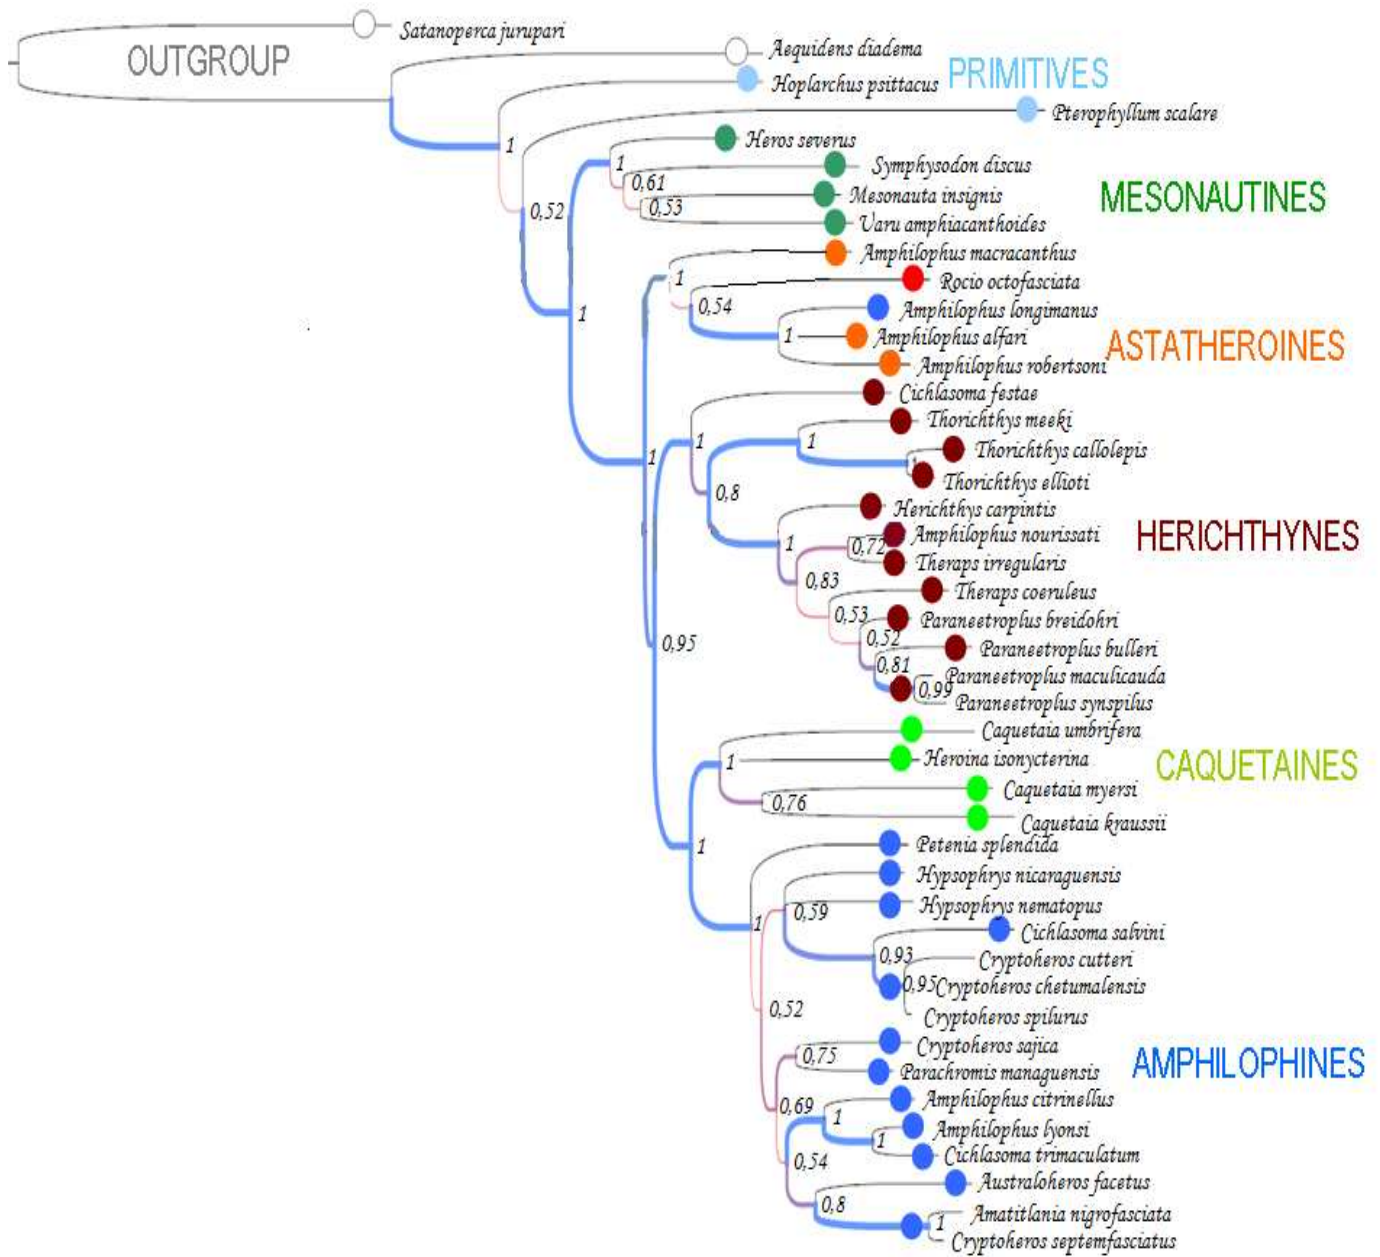 Satanoperca jurupari
OUTGROUP
Aequidens diadema
Hoplarchus psittacus
PRIMITIVES
Pterophyllum scalare
1
Heros severus
1
Symphysodon discus
0,61
Mesonauta insignis
MESONAUTINES
0,52
0,53
Uaru amphiacanthoides
Amphilophus macracanthus
1
Rocio octofasciata
0,54
Amphilophus longimanus
1
1
Amphilophus alfari
ASTATHEROINES
Amphilophus robertsoni
Cichlasoma festae
Thorichthys meeki
1
1
Thorichthys callolepis
1
1
Thorichthys ellioti
0,8
Herichthys carpintis
Amphilophus nourissati
HERICHTHYNES
1
0,72
Theraps irregularis
0,83
Theraps coeruleus
0,53
Paraneetroplus breidohri
0,52
0,95
Paraneetroplus bulleri
0,81
Paraneetroplus maculicauda
0,99
Paraneetroplus synspilus
Caquetaia umbrifera
1
Heroina isonycterina
CAQUETAINES
Caquetaia myersi
0,76
Caquetaia kraussii
1
Petenia splendida
Hypsophrys nicaraguensis
0,59
Hypsophrys nematopus
1
Cichlasoma salvini
0,93
Cryptoheros cutteri
0,95
Cryptoheros chetumalensis
0,52
Cryptoheros spilurus
Cryptoheros sajica
0,75
AMPHILOPHINES
Parachromis managuensis
Amphilophus citrinellus
0,69
1
Amphilophus lyonsi
1
Cichlasoma trimaculatum
0,54
Australoheros facetus
0,8
Amatitlania nigrofasciata
1
Cryptoheros septemfasciatus